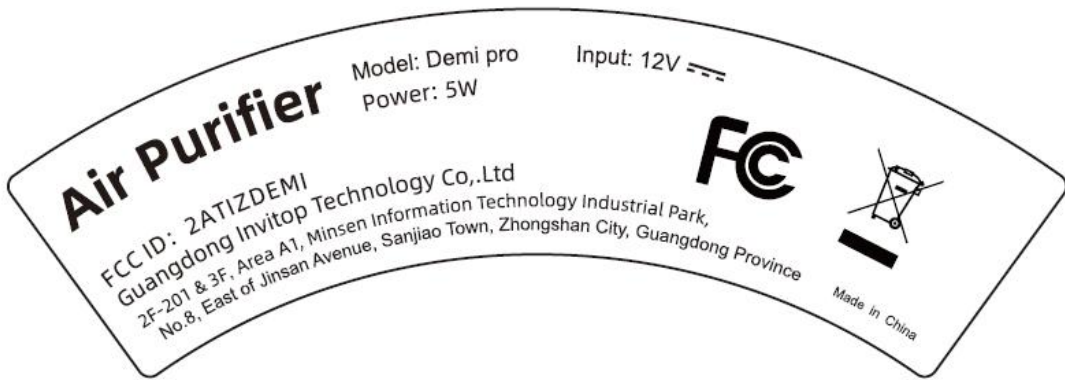 Air Purifier
Model: Demi pro
Power: 5W
Input: 12V
FCC ID: 2ATIZDEMI
Guangdong Invitop Technology Co,.Ltd
2F-201 & 3F, Area A1, Minsen Information Technology Industrial Park,
No.8, East of Jinsan Avenue, Sanjiao Town, Zhongshan City, Guangdong Province
FC
Made in China